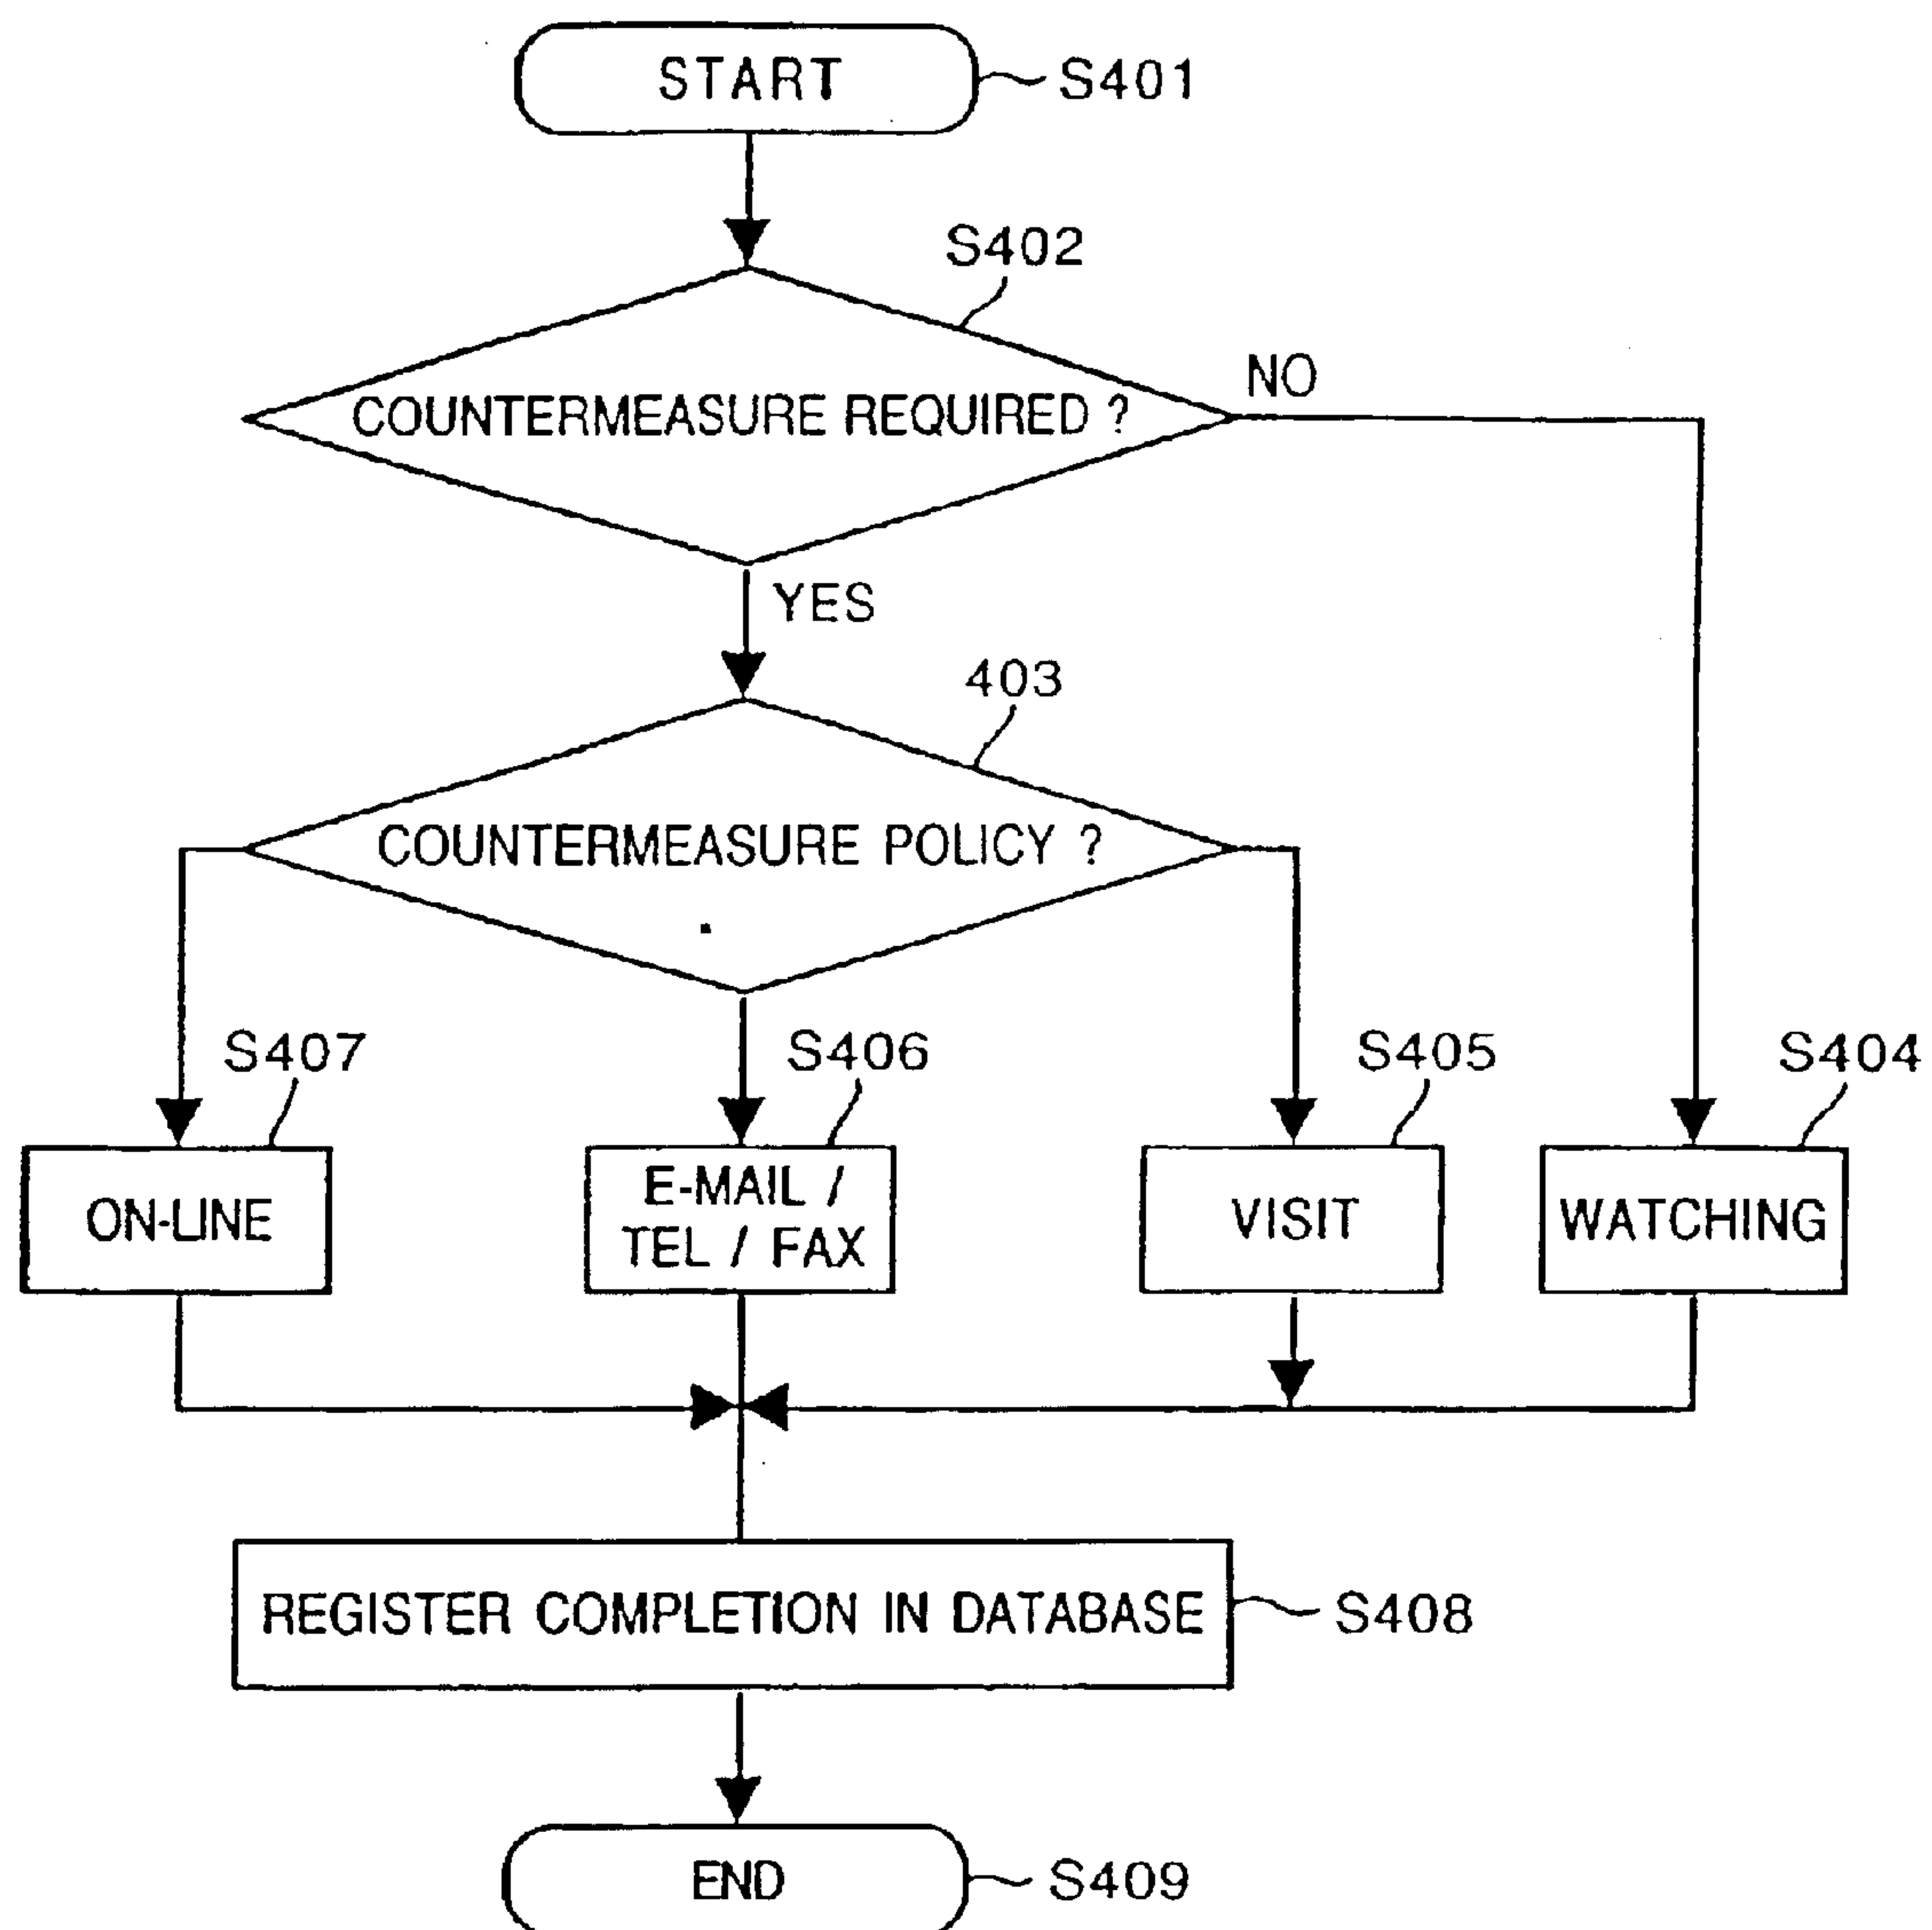 START
S401
S402
COUNTERMEASURE REQUIRED ?
NO
YES
403
COUNTERMEASURE POLICY ?
S407
S406
S405
S404
ON-LINE
E-MAIL /
TEL / FAX
VISIT
WATCHING
REGISTER COMPLETION IN DATABASE
S408
END
S409